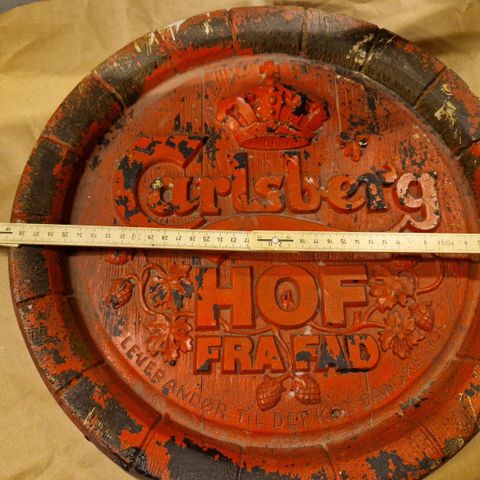 Carlsberg
HOF
FRA FAD
LEVERANDØR TIL DET KGL DANSKE HOF